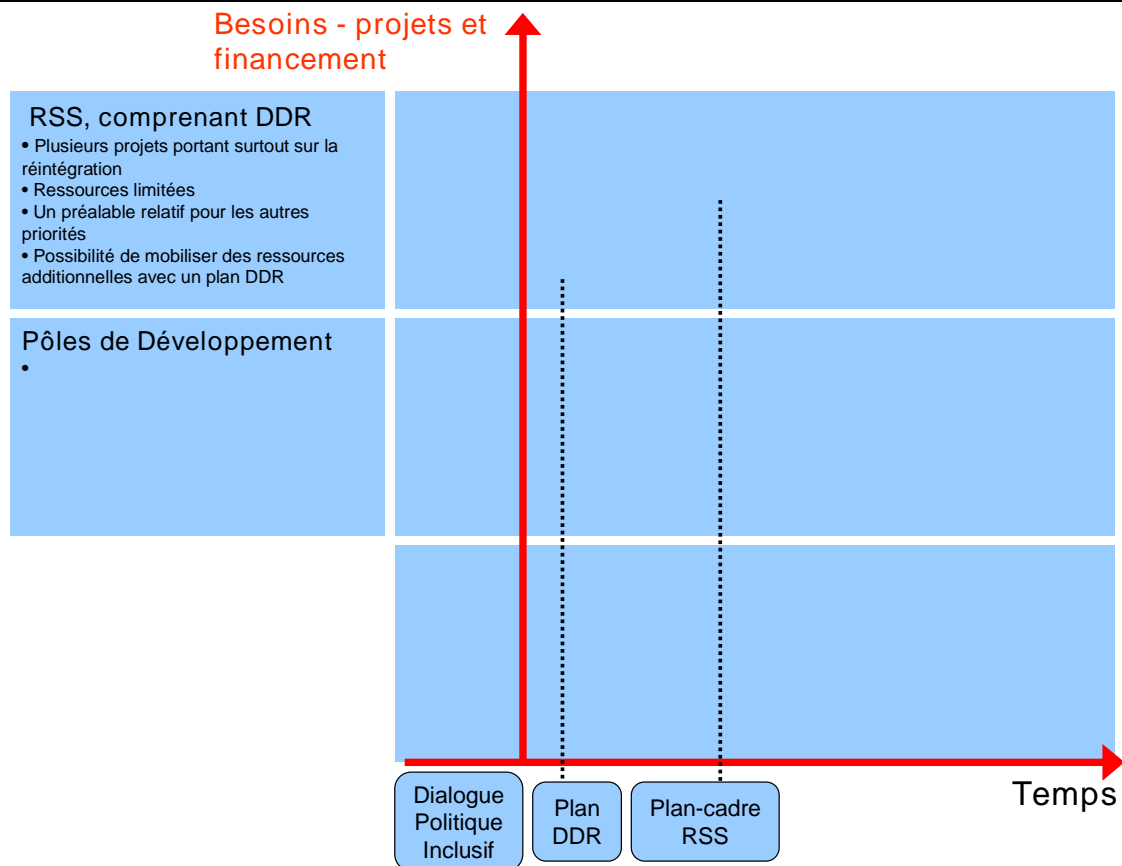 Besoins - projets et
financement
RSS, comprenant DDR
• Plusieurs projets portant surtout sur la
réintégration
• Ressources limitées
• Un préalable relatif pour les autres
priorités
• Possibilité de mobiliser des ressources
additionnelles avec un plan DDR
Pôles de Développement
•
Temps
Dialogue
Politique
Inclusif
Plan
DDR
Plan-cadre
RSS